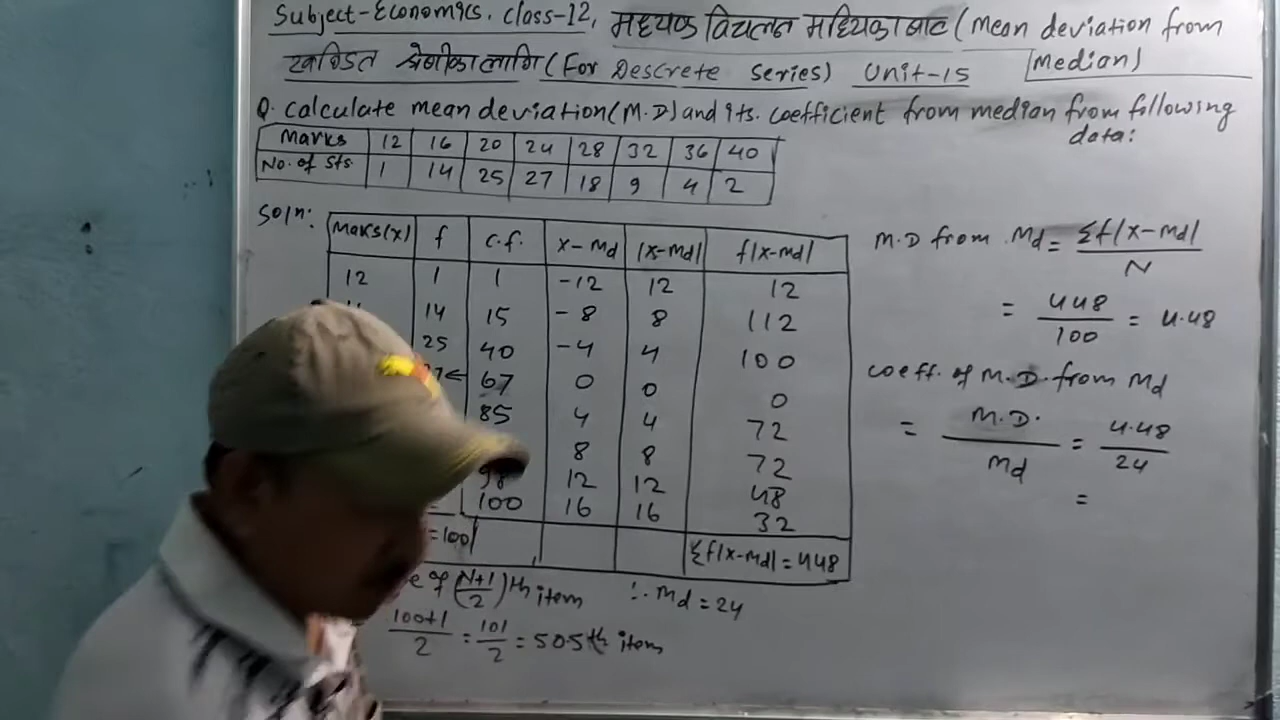 Subject-Economics. Class-12, मध्यक विचलन मध्यिकाबाट (Mean deviation from
खण्डित श्रेणीका लागि (For Descrete series) Unit-15 Median)
Q. Calculate mean deviation (M.D) and its. coefficient from median from following
data:
Marks 12 16 20 24 28 32 36 40
No. of Sts. 1 14 25 27 18 9 4 2
Soln:
Marks(x) f c.f. x-Md |x-Md| f|x-Md|
12 1 1 -12 12 12
14 15 -8 8 112
25 40 -4 4 100
← 67 0 0 0
85 4 4 72
8 8 72
98 12 12 48
100 16 16 32
=100 Σf|x-Md| = 448
of (N+1/2)th item ∴ Md = 24
100+1/2 = 101/2 = 50.5th item
M.D from Md = Σf|x-Md|/N
= 448/100 = 4.48
coeff. of M.D. from Md
= M.D./Md = 4.48/24
=